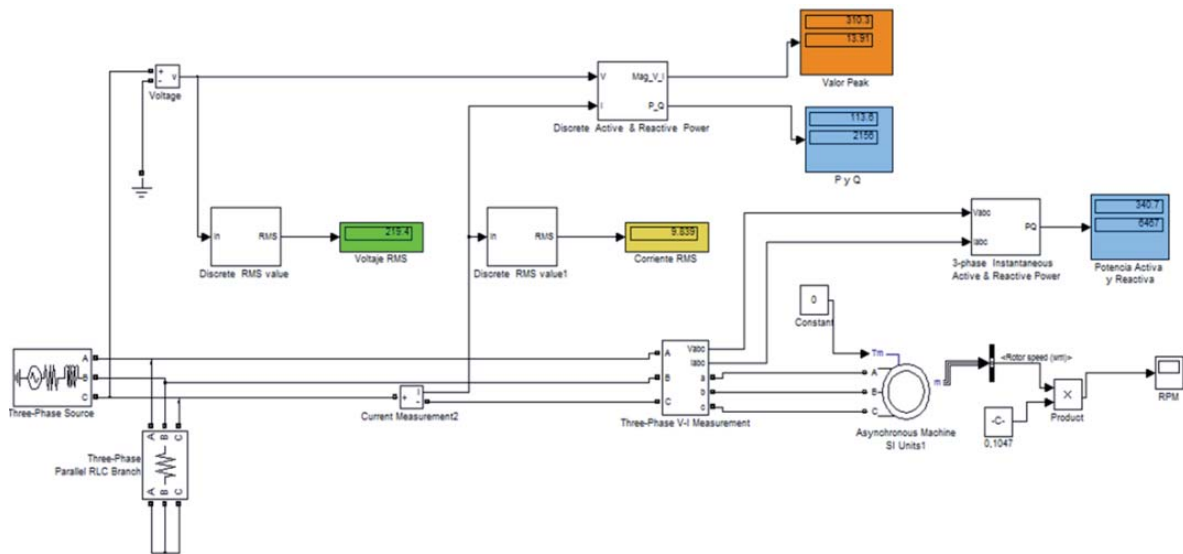 310.3
13.91
Valor Peak
+
-
v
Voltage
V
I
Mag_V_I
P_Q
Discrete Active & Reactive Power
113.6
2156
P y Q
In
RMS
Discrete RMS value
219.4
Voltaje RMS
In
RMS
Discrete RMS value1
9.839
Corriente RMS
Vabc
Iabc
PQ
3-phase Instantaneous
Active & Reactive Power
340.7
6467
Potencia Activa
y Reactiva
0
Constant
A
B
C
Three-Phase Source
+
-
i
Current Measurement2
A
B
C
Vabc
Iabc
a
b
c
Three-Phase V-I Measurement
Tm
A
B
C
m
Asynchronous Machine
SI Units1
<Rotor speed (wm)>
-C-
0,1047
×
Product
RPM
A B C
Three-Phase
Parallel RLC Branch
A B C